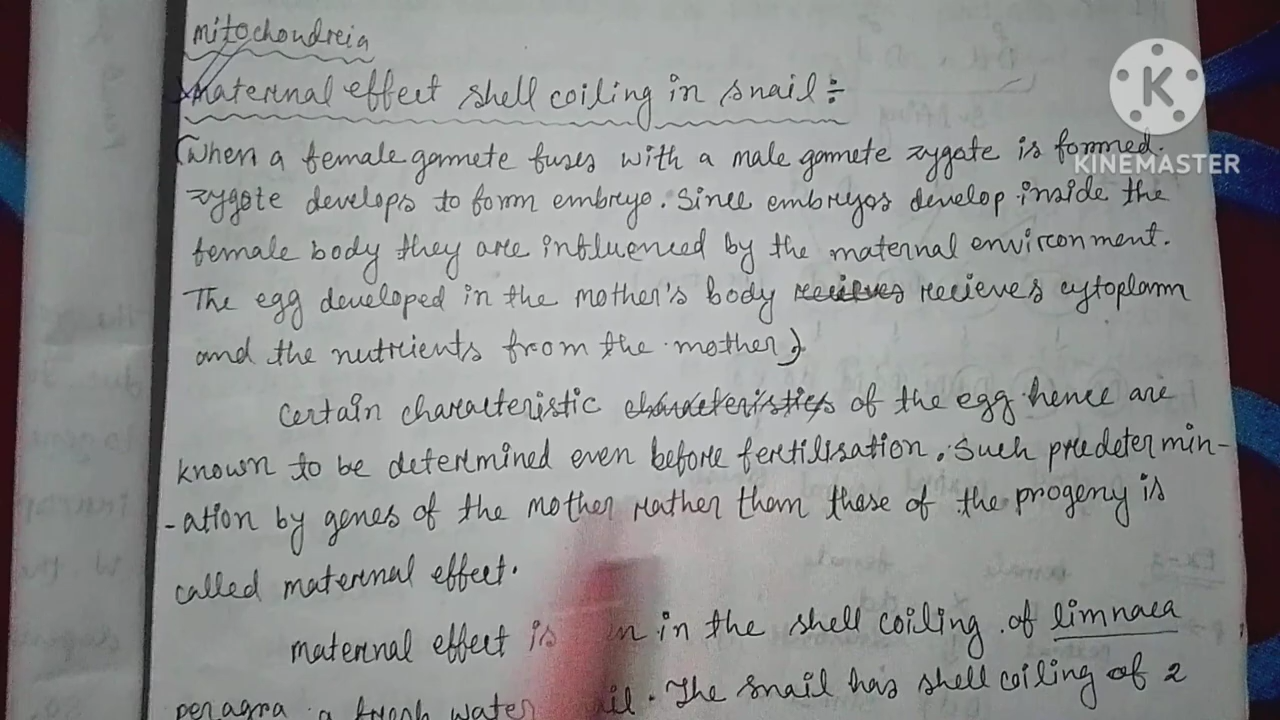 mitochondreia
Maternal effect shell coiling in snail ÷
(When a female gamete fuses with a male gamete zygate is formed.
zygote develops to form embryo. Since embryos develop inside the
female body they are influenced by the maternal environment.
The egg developed in the mother's body recieves cytoplasm
and the nutrients from the mother)
Certain characteristic of the egg hence are
known to be determined even before fertilisation. Such predetermin-
-ation by genes of the mother rather than those of the progeny is
called maternal effect.
maternal effect is in the shell coiling of limnaea
peragra a fresh water. The snail has shell coiling of 2
K
KINEMASTER